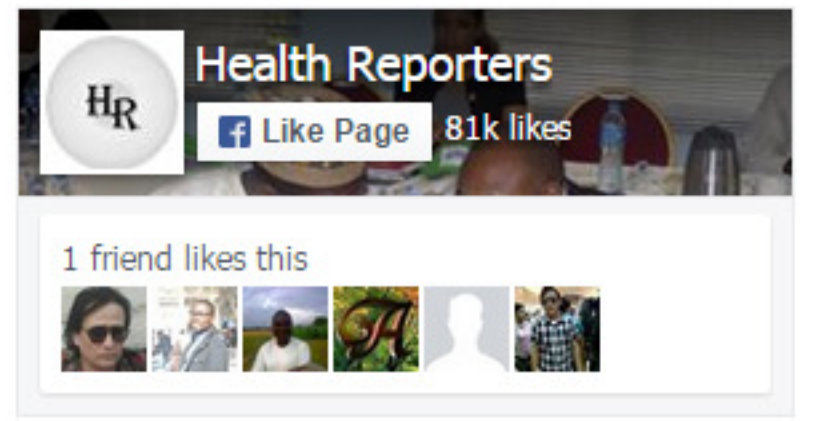 HR
Health Reporters
f Like Page 81k likes
1 friend likes this
A